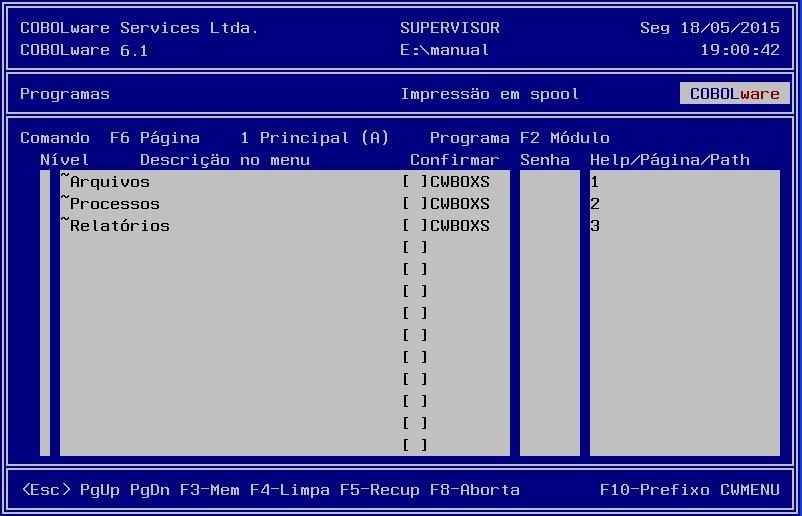 COBOLware Services Ltda. SUPERVISOR Seg 18/05/2015
COBOLware 6.1 E:\manual 19:00:42
Programas Impressäo em spool COBOLware
Comando F6 Página 1 Principal (A) Programa F2 Módulo
Nível Descriçäo no menu Confirmar Senha Help/Página/Path
~Arquivos [ ]CWBOXS 1
~Processos [ ]CWBOXS 2
~Relatórios [ ]CWBOXS 3
[ ]
[ ]
[ ]
[ ]
[ ]
[ ]
[ ]
[ ]
[ ]
[ ]
<Esc> PgUp PgDn F3-Mem F4-Limpa F5-Recup F8-Aborta F10-Prefixo CWMENU